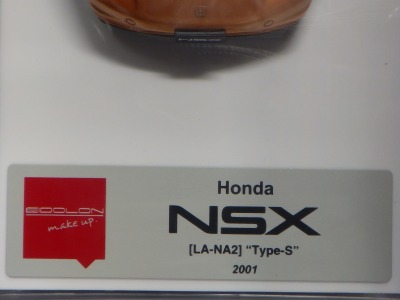 EIDOLON
make up
Honda
NSX
[LA-NA2] “Type-S”
2001